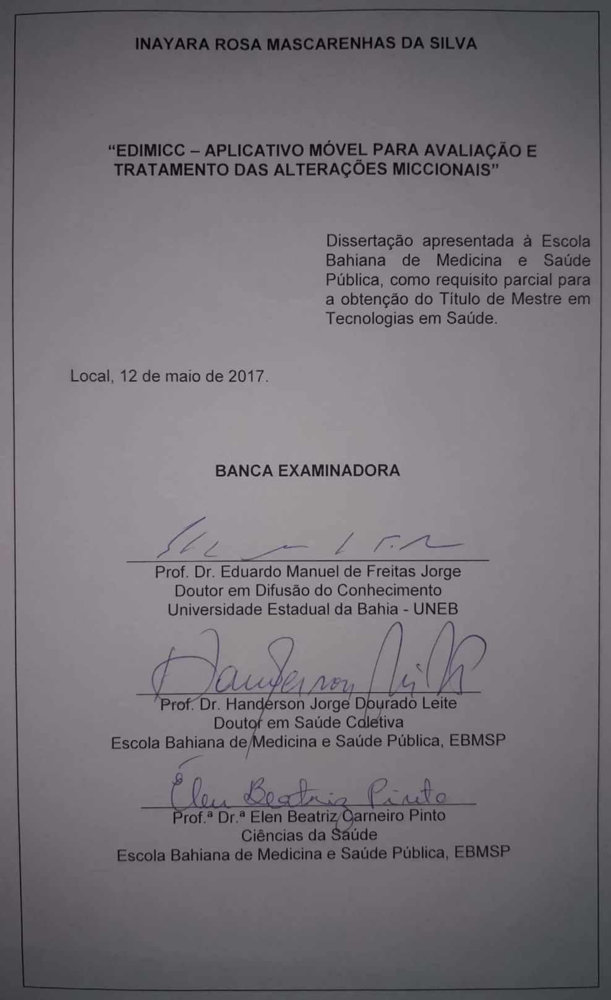 INAYARA ROSA MASCARENHAS DA SILVA
“EDIMICC – APLICATIVO MÓVEL PARA AVALIAÇÃO E
TRATAMENTO DAS ALTERAÇÕES MICCIONAIS”
Dissertação apresentada à Escola
Bahiana de Medicina e Saúde
Pública, como requisito parcial para
a obtenção do Título de Mestre em
Tecnologias em Saúde.
Local, 12 de maio de 2017.
BANCA EXAMINADORA
Prof. Dr. Eduardo Manuel de Freitas Jorge
Doutor em Difusão do Conhecimento
Universidade Estadual da Bahia - UNEB
Handerson
Prof. Dr. Handerson Jorge Dourado Leite
Doutor em Saúde Coletiva
Escola Bahiana de Medicina e Saúde Pública, EBMSP
Élen Beatriz Pinto
Prof.ª Dr.ª Elen Beatriz Carneiro Pinto
Ciências da Saúde
Escola Bahiana de Medicina e Saúde Pública, EBMSP